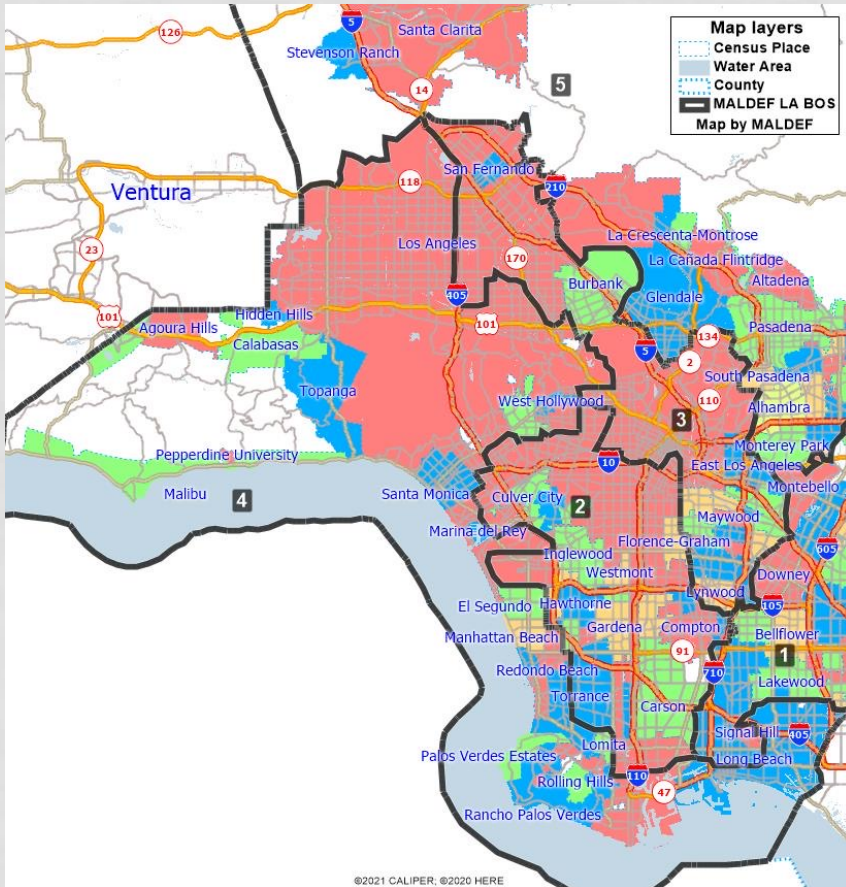 126
5
Santa Clarita
Stevenson Ranch
14
5
Map layers
Census Place
Water Area
County
MALDEF LA BOS
Map by MALDEF
San Fernando
118
210
Ventura
Los Angeles
La Crescenta-Montrose
23
170
La Cañada Flintridge
Burbank
Altadena
405
Glendale
101
Hidden Hills
101
Agoura Hills
Pasadena
Calabasas
134
5
2
South Pasadena
Topanga
West Hollywood
110
Alhambra
3
Monterey Park
Pepperdine University
10
East Los Angeles
Montebello
Malibu
4
Santa Monica
Culver City
2
Maywood
Marina del Rey
Florence-Graham
605
Inglewood
Westmont
Downey
Lynwood
El Segundo
Hawthorne
105
Gardena
Compton
Bellflower
Manhattan Beach
91
1
Redondo Beach
710
Lakewood
Torrance
Carson
Signal Hill
405
Lomita
Long Beach
Palos Verdes Estates
Rolling Hills
110
47
Rancho Palos Verdes
©2021 CALIPER; ©2020 HERE